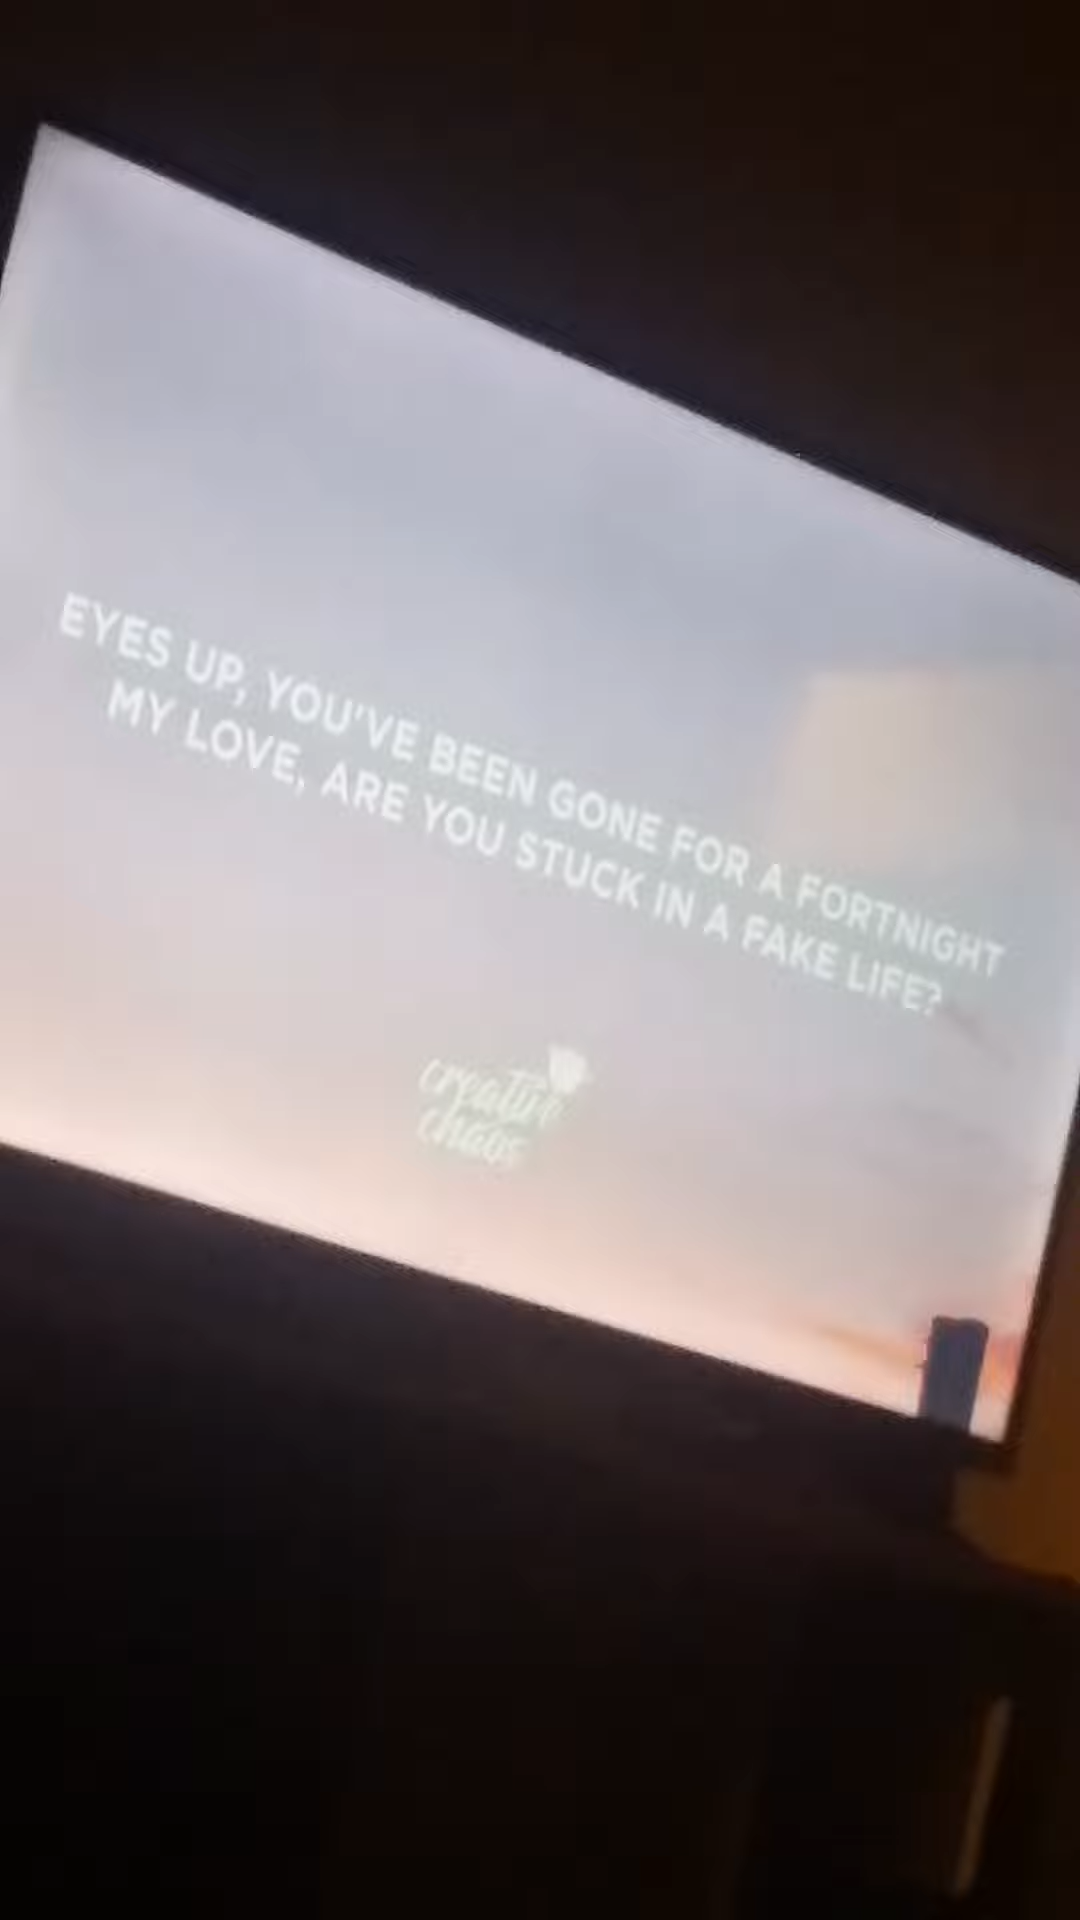 EYES UP, YOU'VE BEEN GONE FOR A FORTNIGHT
MY LOVE, ARE YOU STUCK IN A FAKE LIFE?
creative
chaos